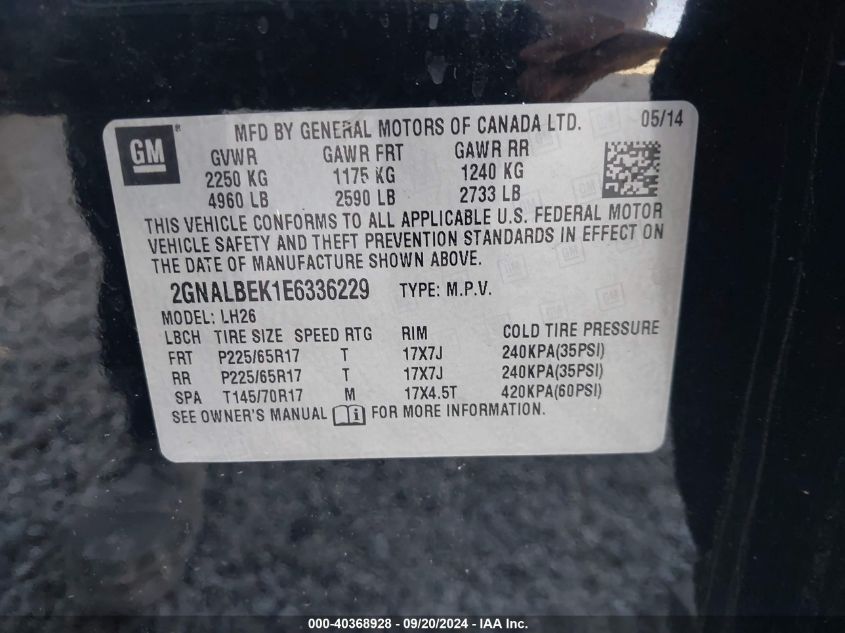 GM ® MFD BY GENERAL MOTORS OF CANADA LTD. 05/14
GVWR GAWR FRT GAWR RR
2250 KG 1175 KG 1240 KG
4960 LB 2590 LB 2733 LB
THIS VEHICLE CONFORMS TO ALL APPLICABLE U.S. FEDERAL MOTOR
VEHICLE SAFETY AND THEFT PREVENTION STANDARDS IN EFFECT ON
THE DATE OF MANUFACTURE SHOWN ABOVE.
2GNALBEK1E6336229 TYPE: M.P.V.
MODEL: LH26
LBCH TIRE SIZE SPEED RTG RIM COLD TIRE PRESSURE
FRT P225/65R17 T 17X7J 240KPA(35PSI)
RR P225/65R17 T 17X7J 240KPA(35PSI)
SPA T145/70R17 M 17X4.5T 420KPA(60PSI)
SEE OWNER'S MANUAL i FOR MORE INFORMATION.
000-40368928 - 09/20/2024 - IAA Inc.